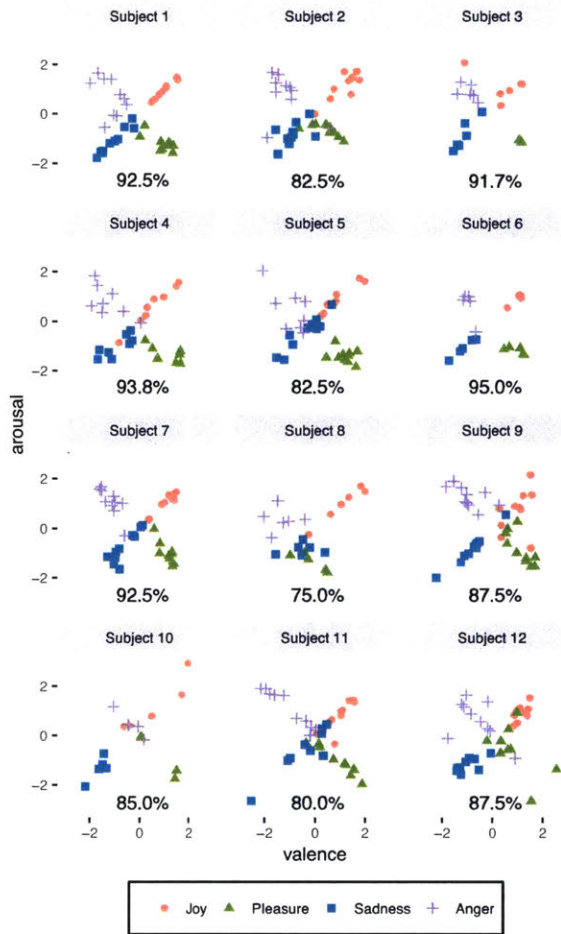 Subject 1 Subject 2 Subject 3
2
0
-2
92.5% 82.5% 91.7%
Subject 4 Subject 5 Subject 6
2
0
-2
93.8% 82.5% 95.0%
arousal
Subject 7 Subject 8 Subject 9
2
0
-2
92.5% 75.0% 87.5%
Subject 10 Subject 11 Subject 12
2
0
-2
85.0% 80.0% 87.5%
-2 0 2 -2 0 2 -2 0 2
valence
Joy Pleasure Sadness Anger